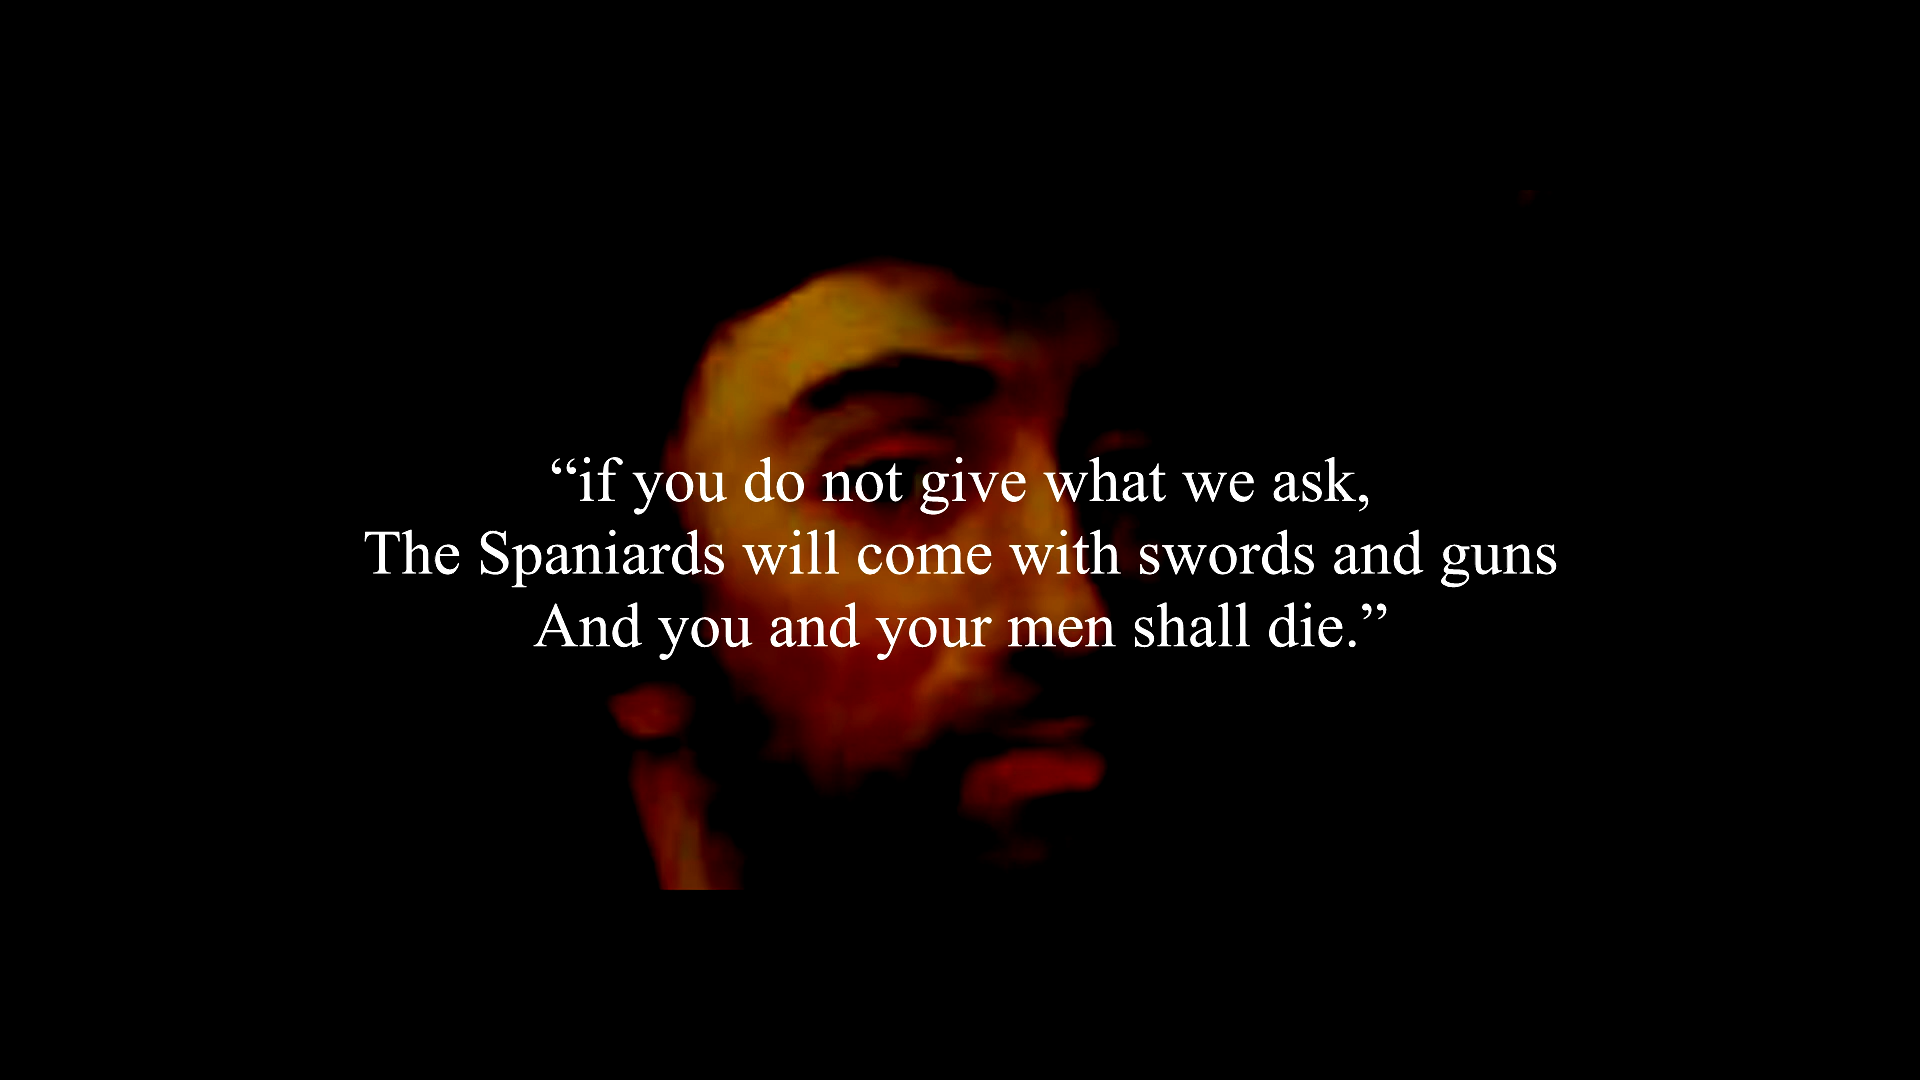 “if you do not give what we ask,
The Spaniards will come with swords and guns
And you and your men shall die.”